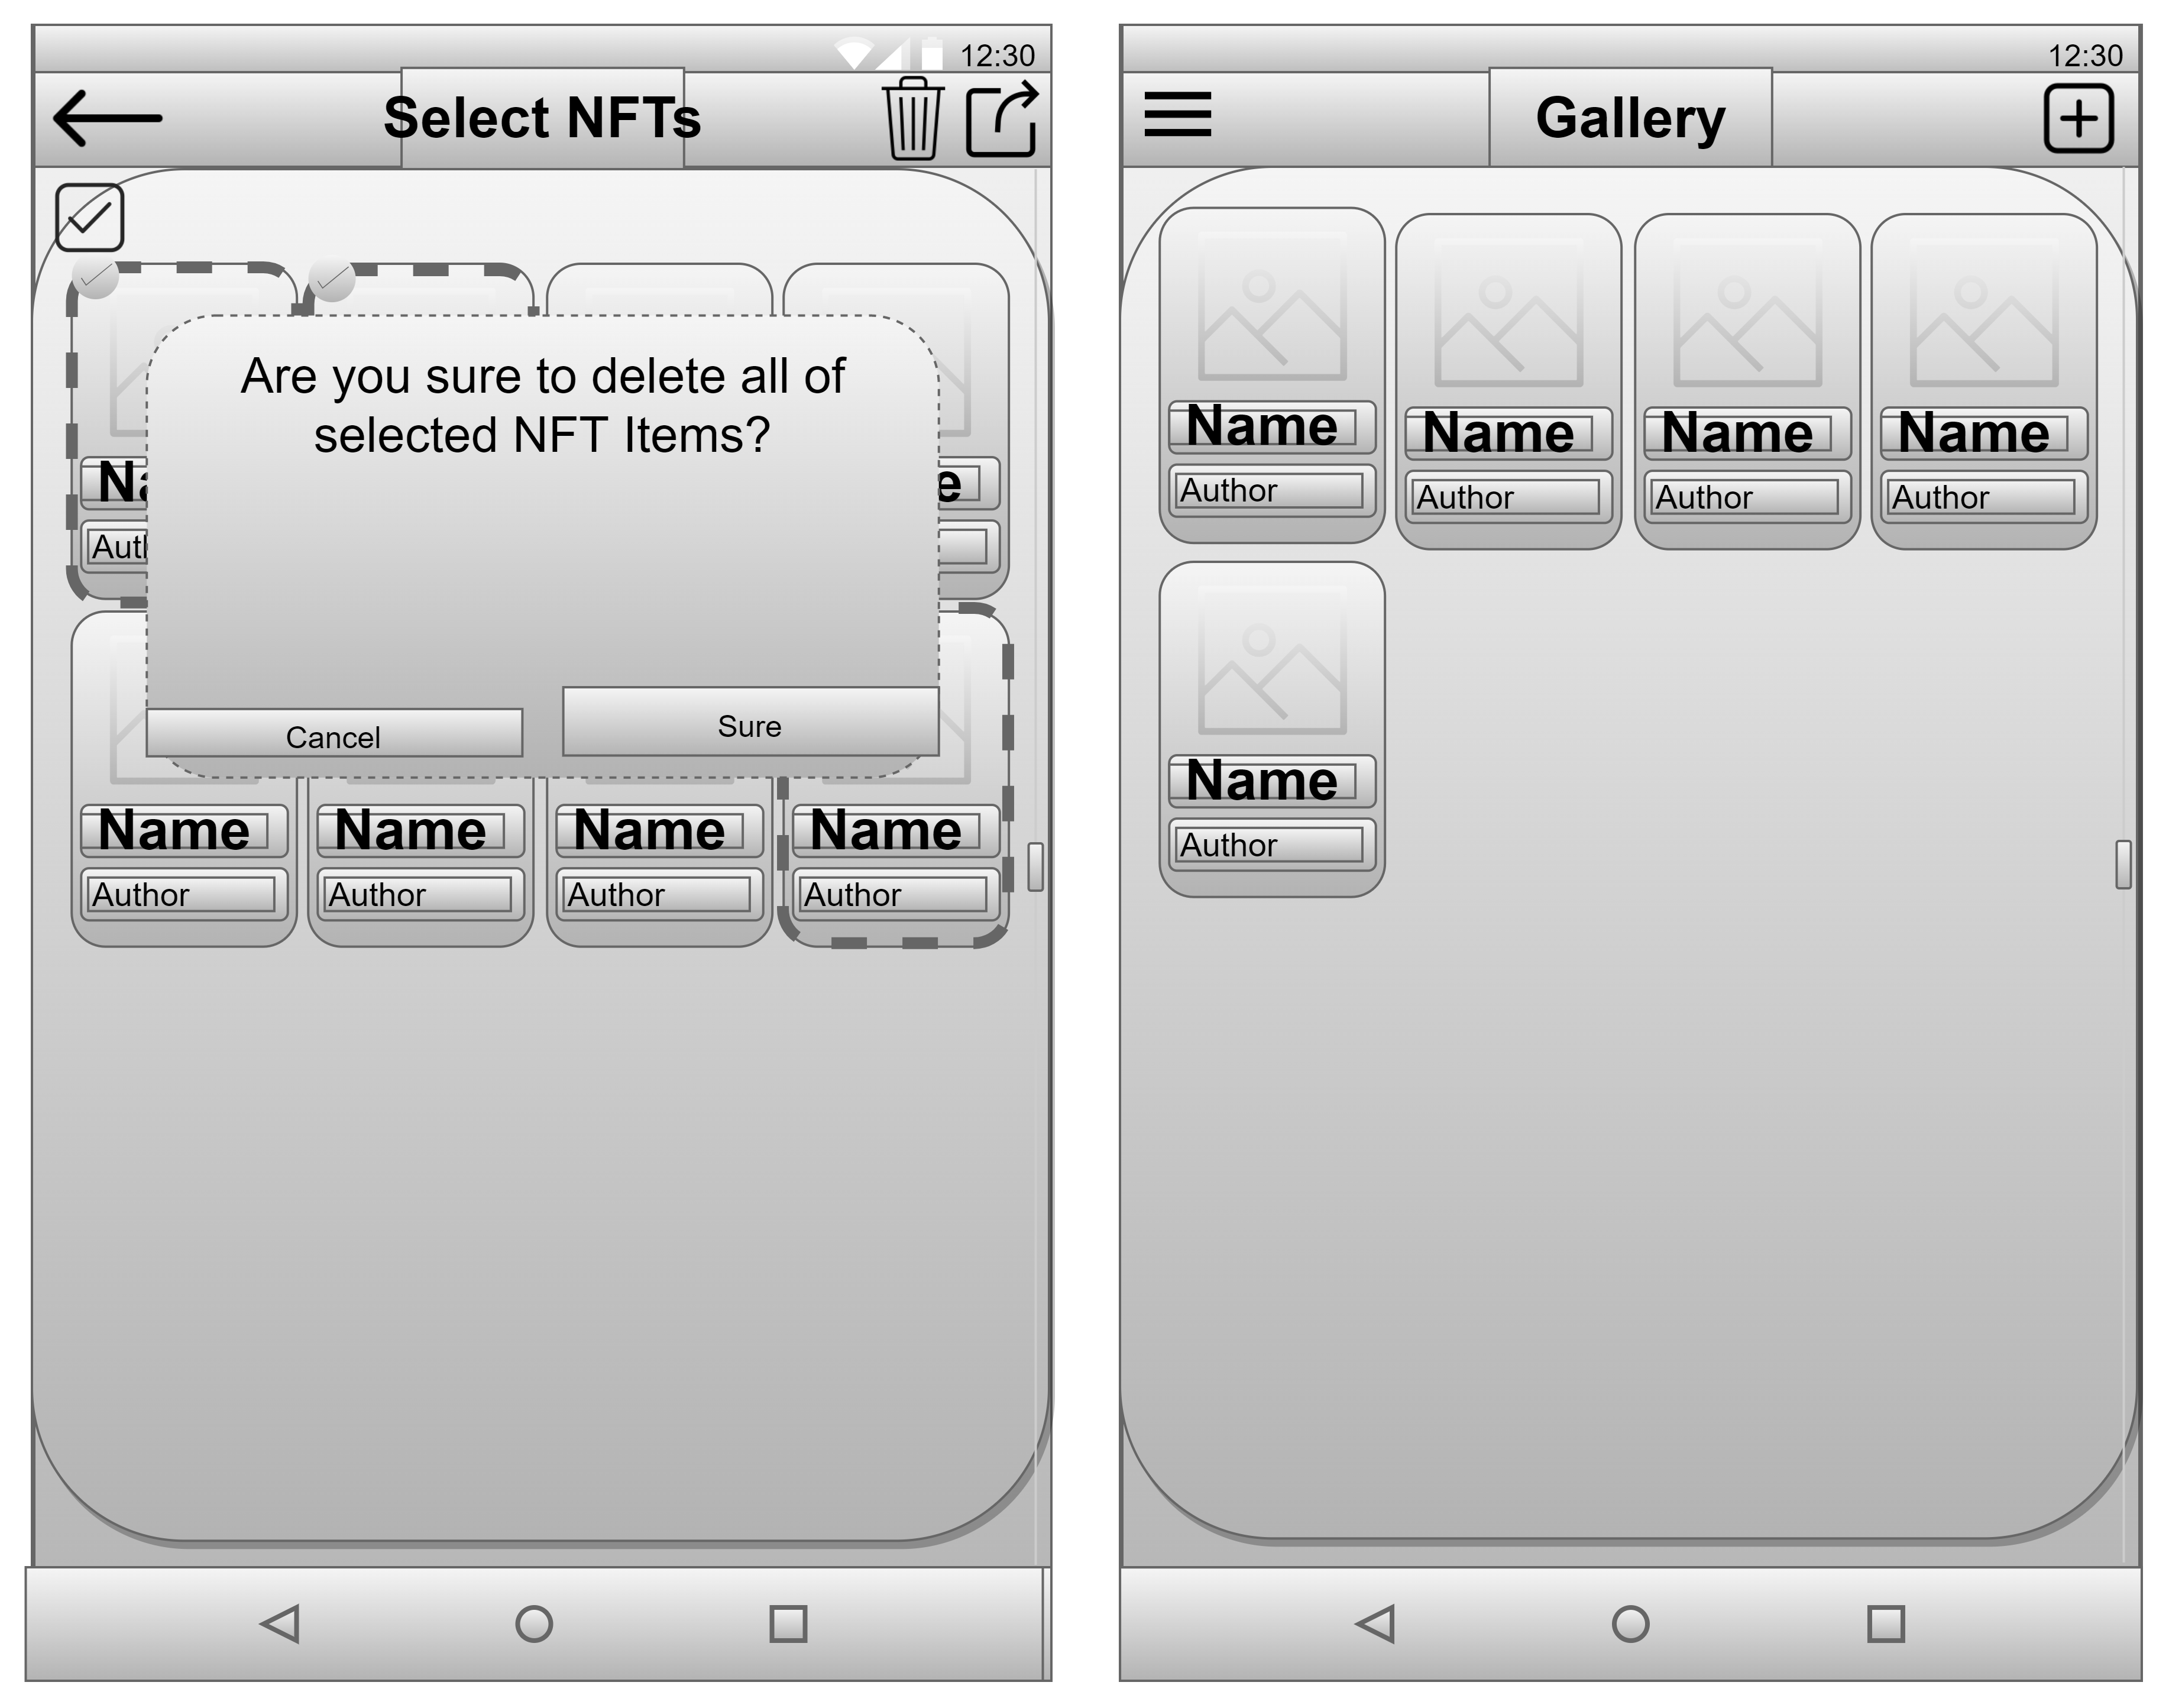 12:30
Select NFTs
Are you sure to delete all of
selected NFT Items?
Cancel
Sure
Name
Name
Name
Name
Author
Author
Author
Author
12:30
Gallery
Name
Name
Name
Name
Author
Author
Author
Author
Name
Author